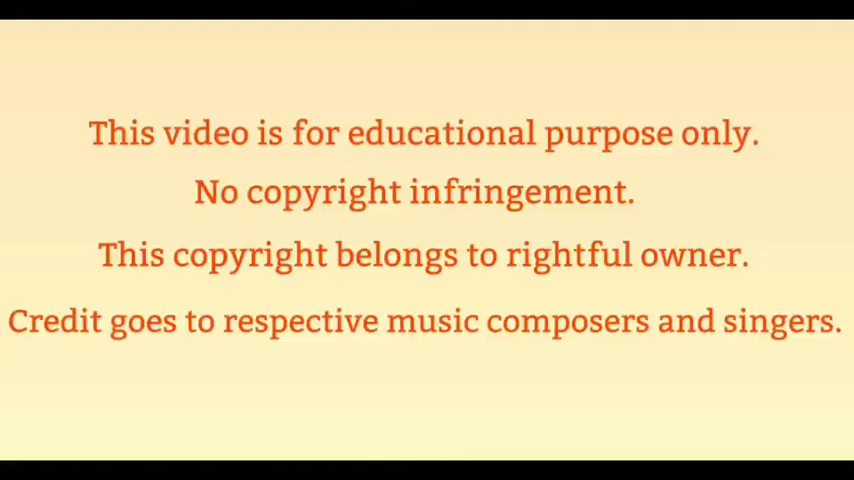 This video is for educational purpose only.
No copyright infringement.
This copyright belongs to rightful owner.
Credit goes to respective music composers and singers.